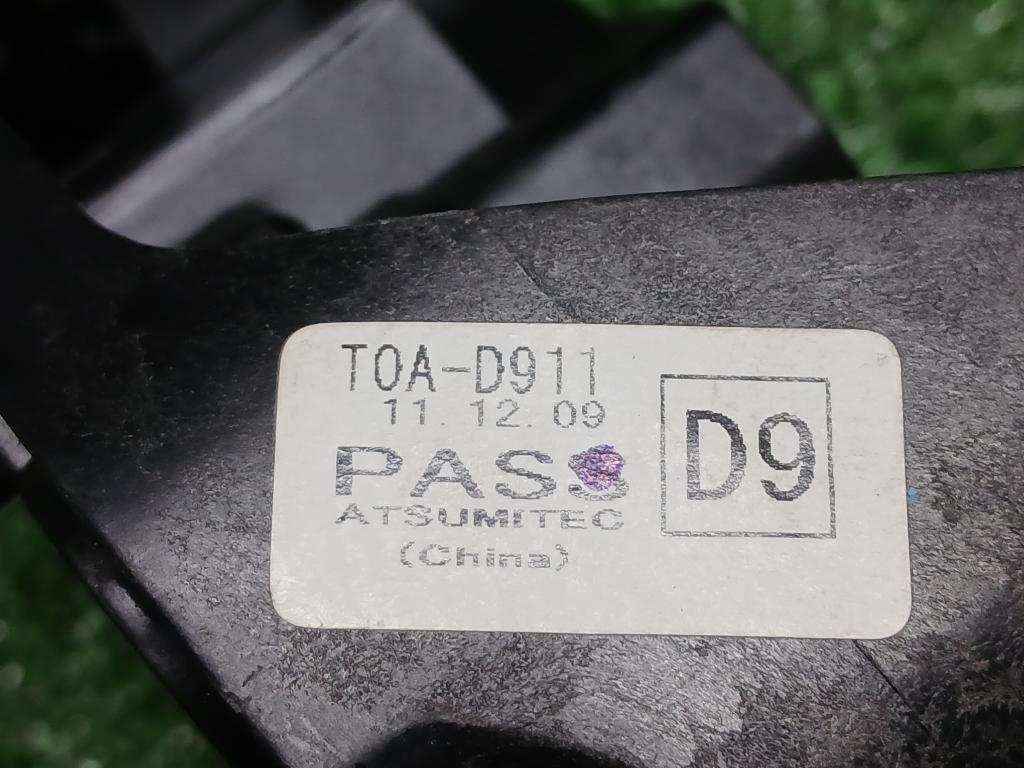 T0A-D911
11. 12. 09
PASS
ATSUMITEC
(China)
D9